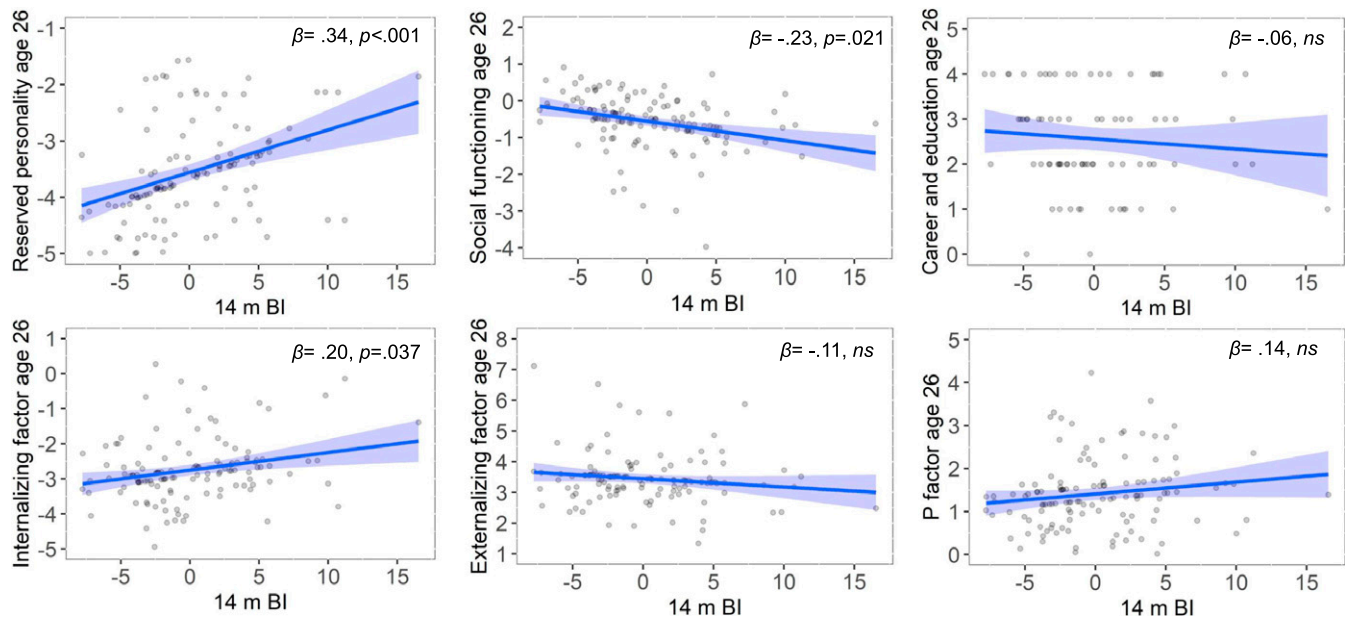 Reserved personality age 26
-1
-2
-3
-4
-5
β= .34, p<.001
-5 0 5 10 15
14 m BI
Social functioning age 26
2
1
0
-1
-2
-3
-4
β= -.23, p=.021
-5 0 5 10 15
14 m BI
Career and education age 26
5
4
3
2
1
0
β= -.06, ns
-5 0 5 10 15
14 m BI
Internalizing factor age 26
1
0
-1
-2
-3
-4
-5
β= .20, p=.037
-5 0 5 10 15
14 m BI
Externalizing factor age 26
8
7
6
5
4
3
2
1
β= -.11, ns
-5 0 5 10 15
14 m BI
P factor age 26
5
4
3
2
1
0
β= .14, ns
-5 0 5 10 15
14 m BI